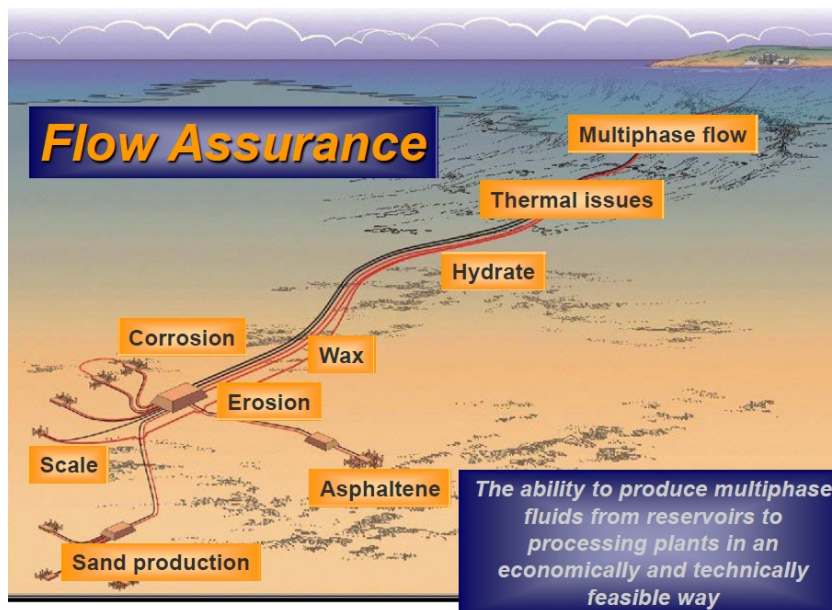 Flow Assurance
Multiphase flow
Thermal issues
Hydrate
Corrosion
Wax
Erosion
Scale
Asphaltene
Sand production
The ability to produce multiphase
fluids from reservoirs to
processing plants in an
economically and technically
feasible way